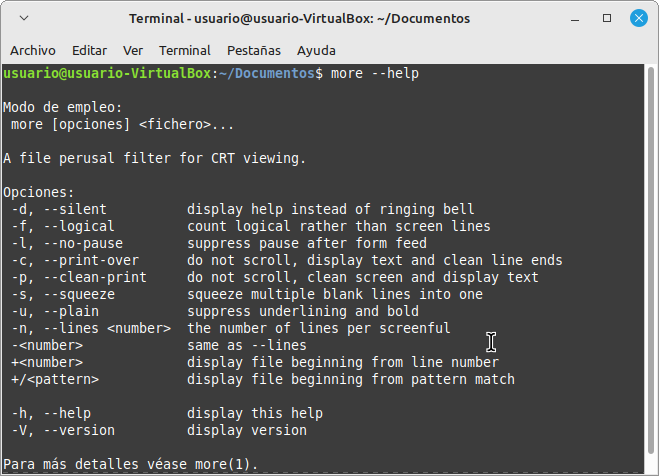 Terminal - usuario@usuario-VirtualBox: ~/Documentos
Archivo Editar Ver Terminal Pestañas Ayuda
usuario@usuario-VirtualBox:~/Documentos$ more --help

Modo de empleo:
 more [opciones] <fichero>...

A file perusal filter for CRT viewing.

Opciones:
 -d, --silent          display help instead of ringing bell
 -f, --logical         count logical rather than screen lines
 -l, --no-pause        suppress pause after form feed
 -c, --print-over      do not scroll, display text and clean line ends
 -p, --clean-print     do not scroll, clean screen and display text
 -s, --squeeze         squeeze multiple blank lines into one
 -u, --plain           suppress underlining and bold
 -n, --lines <number>  the number of lines per screenful
 -<number>             same as --lines
 +<number>             display file beginning from line number
 +/<pattern>           display file beginning from pattern match

 -h, --help            display this help
 -V, --version         display version

Para más detalles véase more(1).